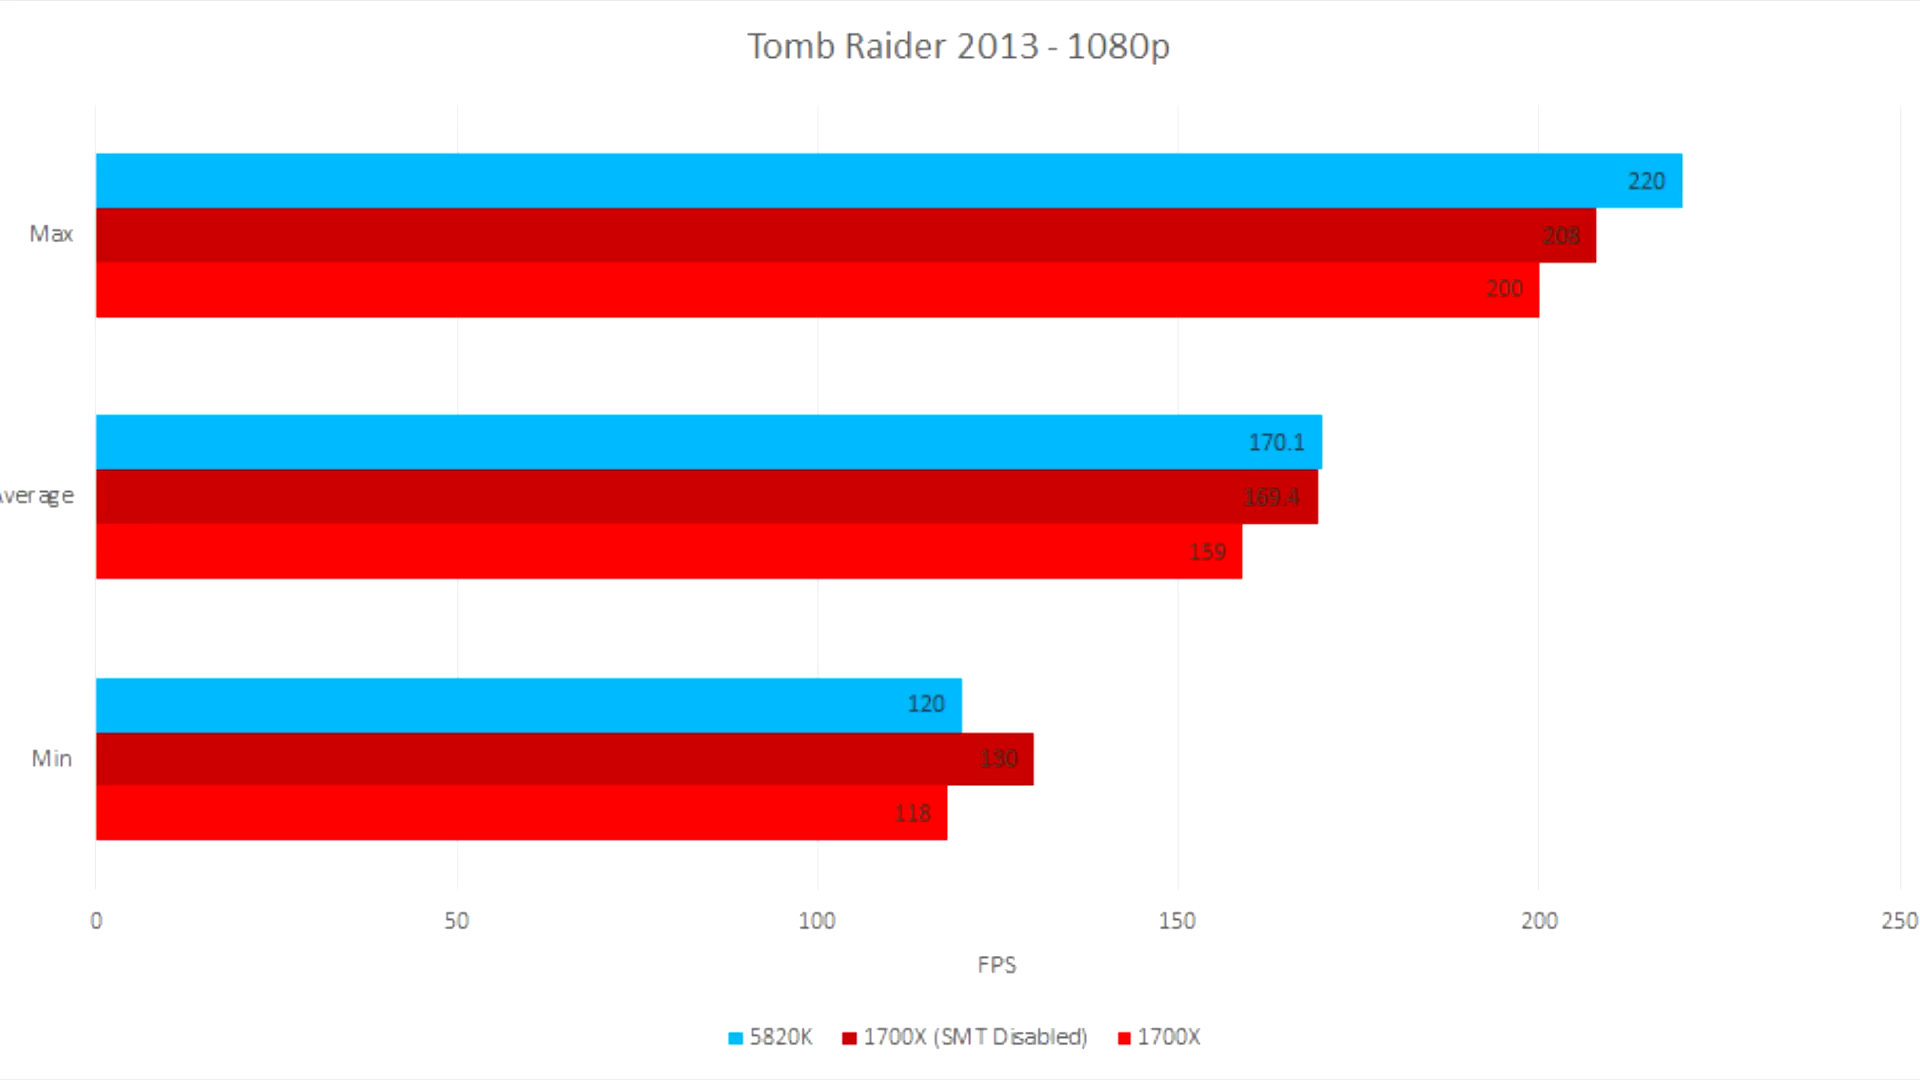 Tomb Raider 2013 - 1080p
Max
220
208
200
Average
170.1
169.4
159
Min
120
130
118
0 50 100 150 200 250
FPS
5820K 1700X (SMT Disabled) 1700X